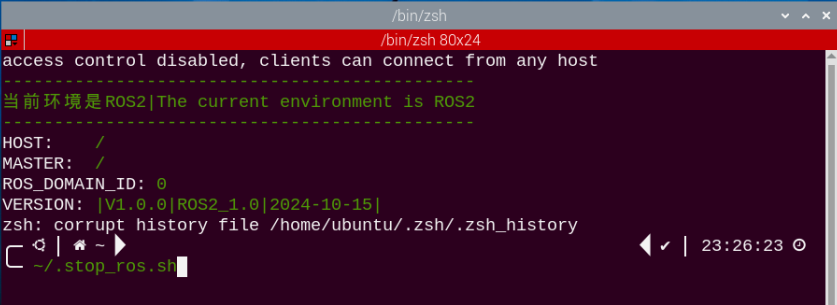 /bin/zsh
/bin/zsh 80x24
access control disabled, clients can connect from any host
-----------------------------------------------
当前环境是ROS2|The current environment is ROS2
-----------------------------------------------
HOST: /
MASTER: /
ROS_DOMAIN_ID: 0
VERSION: |V1.0.0|ROS2_1.0|2024-10-15|
zsh: corrupt history file /home/ubuntu/.zsh/.zsh_history
~ ✔ 23:26:23
~/.stop_ros.sh